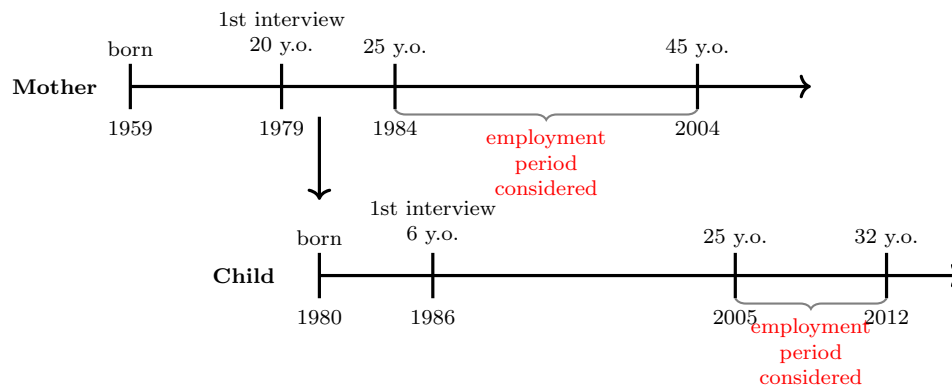 1st interview
born
20 y.o.
25 y.o.
45 y.o.
Mother
1959
1979
1984
2004
employment
period
considered
1st interview
born
6 y.o.
25 y.o.
32 y.o.
Child
1980
1986
2005
2012
employment
period
considered